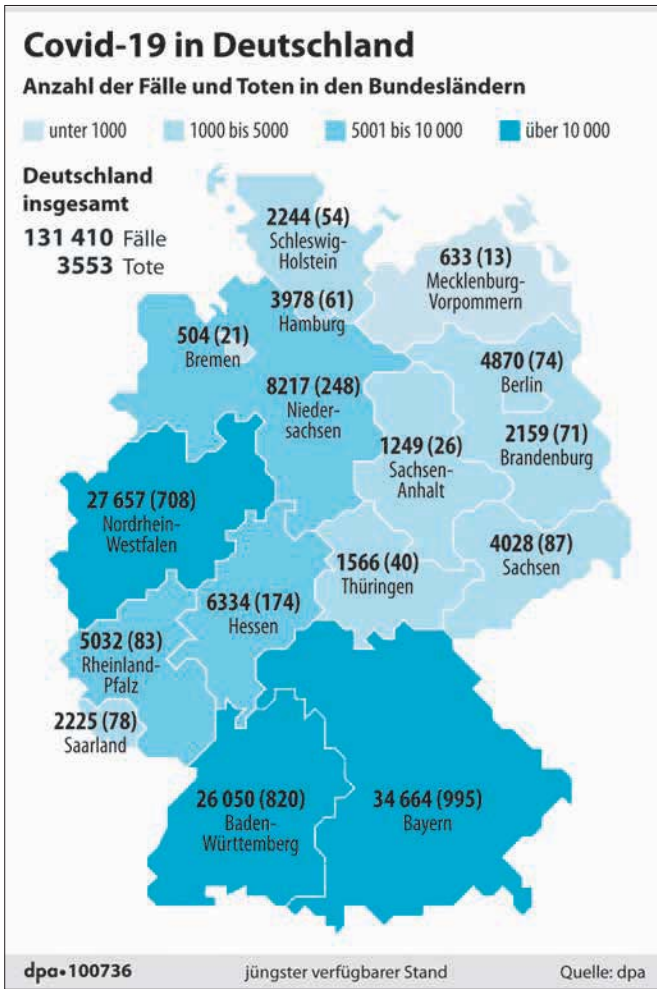 Covid-19 in Deutschland
Anzahl der Fälle und Toten in den Bundesländern
unter 1000
1000 bis 5000
5001 bis 10 000
über 10 000
Deutschland
insgesamt
131 410 Fälle
3553 Tote
2244 (54)
Schleswig-
Holstein
633 (13)
Mecklenburg-
Vorpommern
3978 (61)
Hamburg
504 (21)
Bremen
4870 (74)
Berlin
8217 (248)
Nieder-
sachsen
2159 (71)
Brandenburg
1249 (26)
Sachsen-
Anhalt
27 657 (708)
Nordrhein-
Westfalen
4028 (87)
Sachsen
1566 (40)
Thüringen
6334 (174)
Hessen
5032 (83)
Rheinland-
Pfalz
2225 (78)
Saarland
26 050 (820)
Baden-
Württemberg
34 664 (995)
Bayern
dpa•100736
jüngster verfügbarer Stand
Quelle: dpa